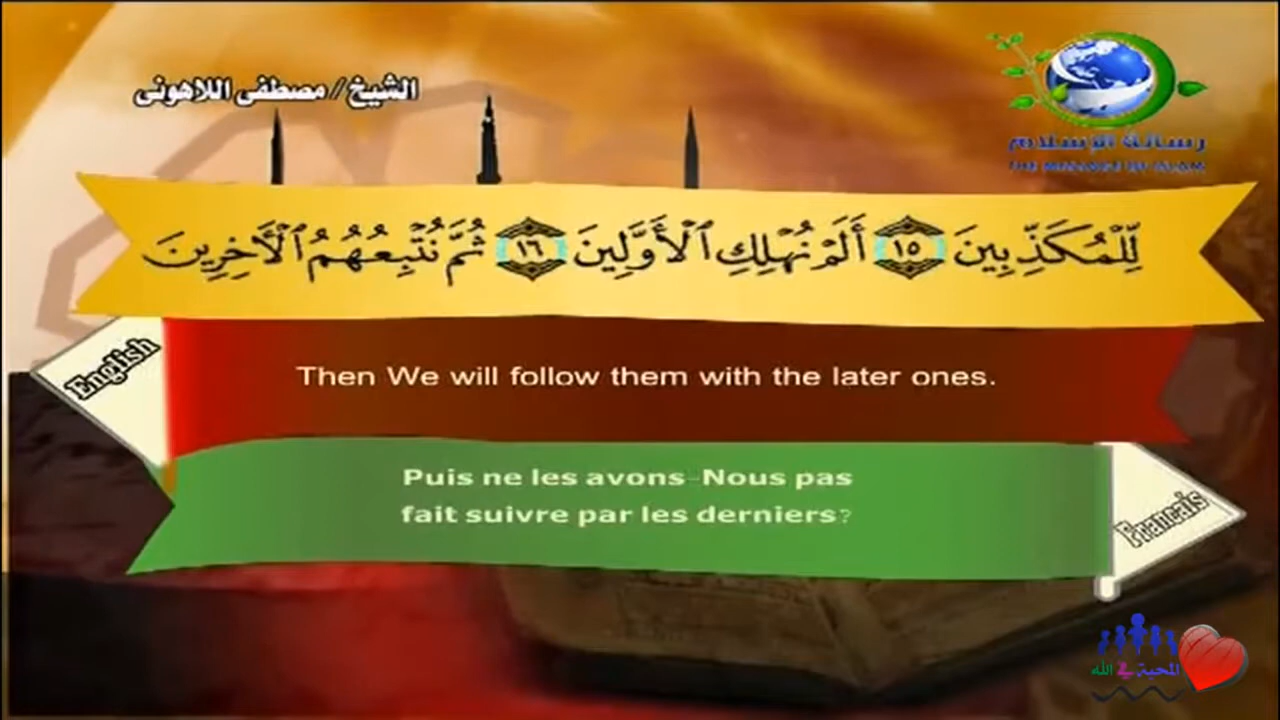 الشيخ / مصطفى اللاهونى
رسالة الإسلام
THE MESSAGE OF ISLAM
لِّلْمُكَذِّبِينَ ١٥ أَلَمْ نُهْلِكِ ٱلْأَوَّلِينَ ١٦ ثُمَّ نُتْبِعُهُمُ ٱلْآخِرِينَ
English
Then We will follow them with the later ones.
Puis ne les avons-Nous pas
fait suivre par les derniers?
Francais
المحبة في الله